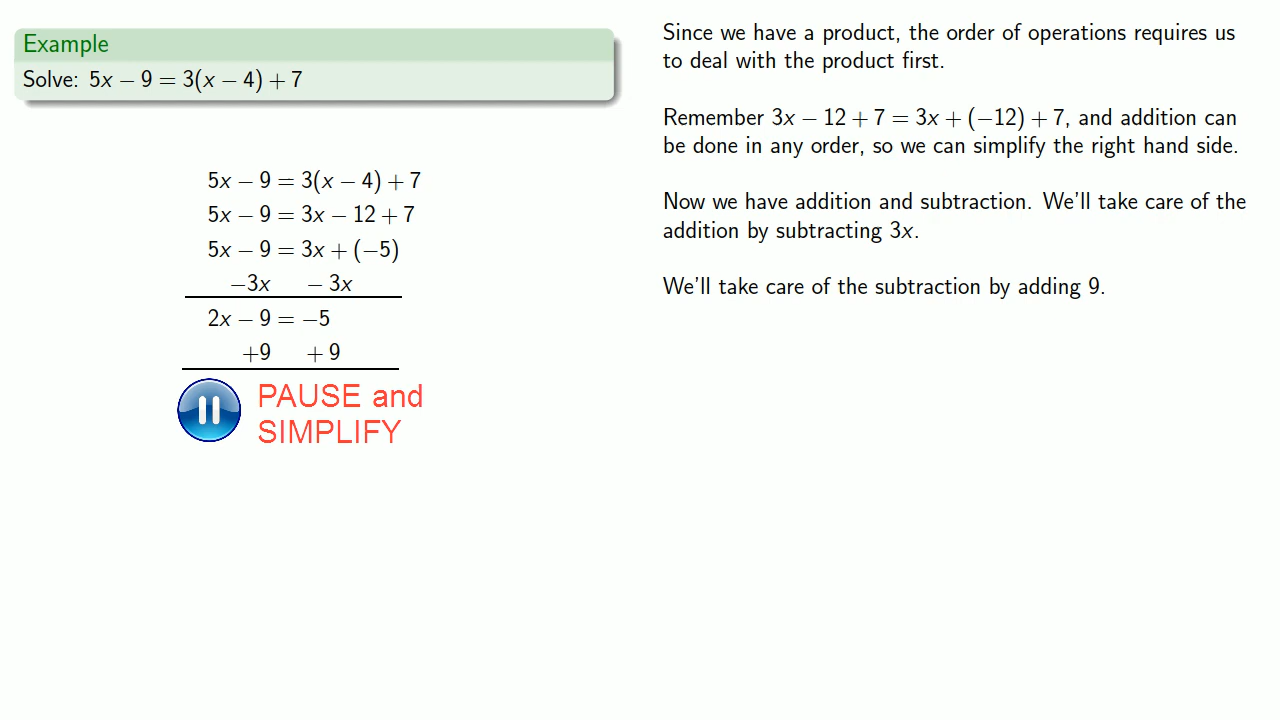 Example
Solve: 5x − 9 = 3(x − 4) + 7
5x − 9 = 3(x − 4) + 7
5x − 9 = 3x − 12 + 7
5x − 9 = 3x + (−5)
−3x − 3x
2x − 9 = −5
+9 + 9
PAUSE and
SIMPLIFY
Since we have a product, the order of operations requires us
to deal with the product first.
Remember 3x − 12 + 7 = 3x + (−12) + 7, and addition can
be done in any order, so we can simplify the right hand side.
Now we have addition and subtraction. We'll take care of the
addition by subtracting 3x.
We'll take care of the subtraction by adding 9.